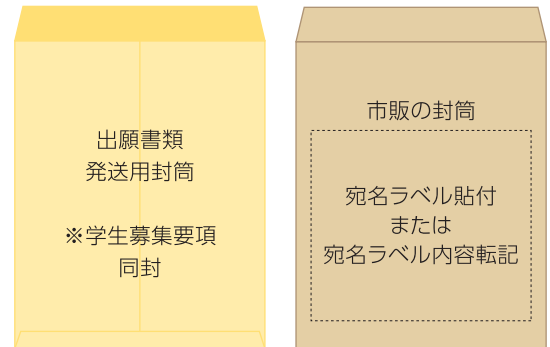 出願書類
発送用封筒
※学生募集要項
同封
市販の封筒
宛名ラベル貼付
または
宛名ラベル内容転記